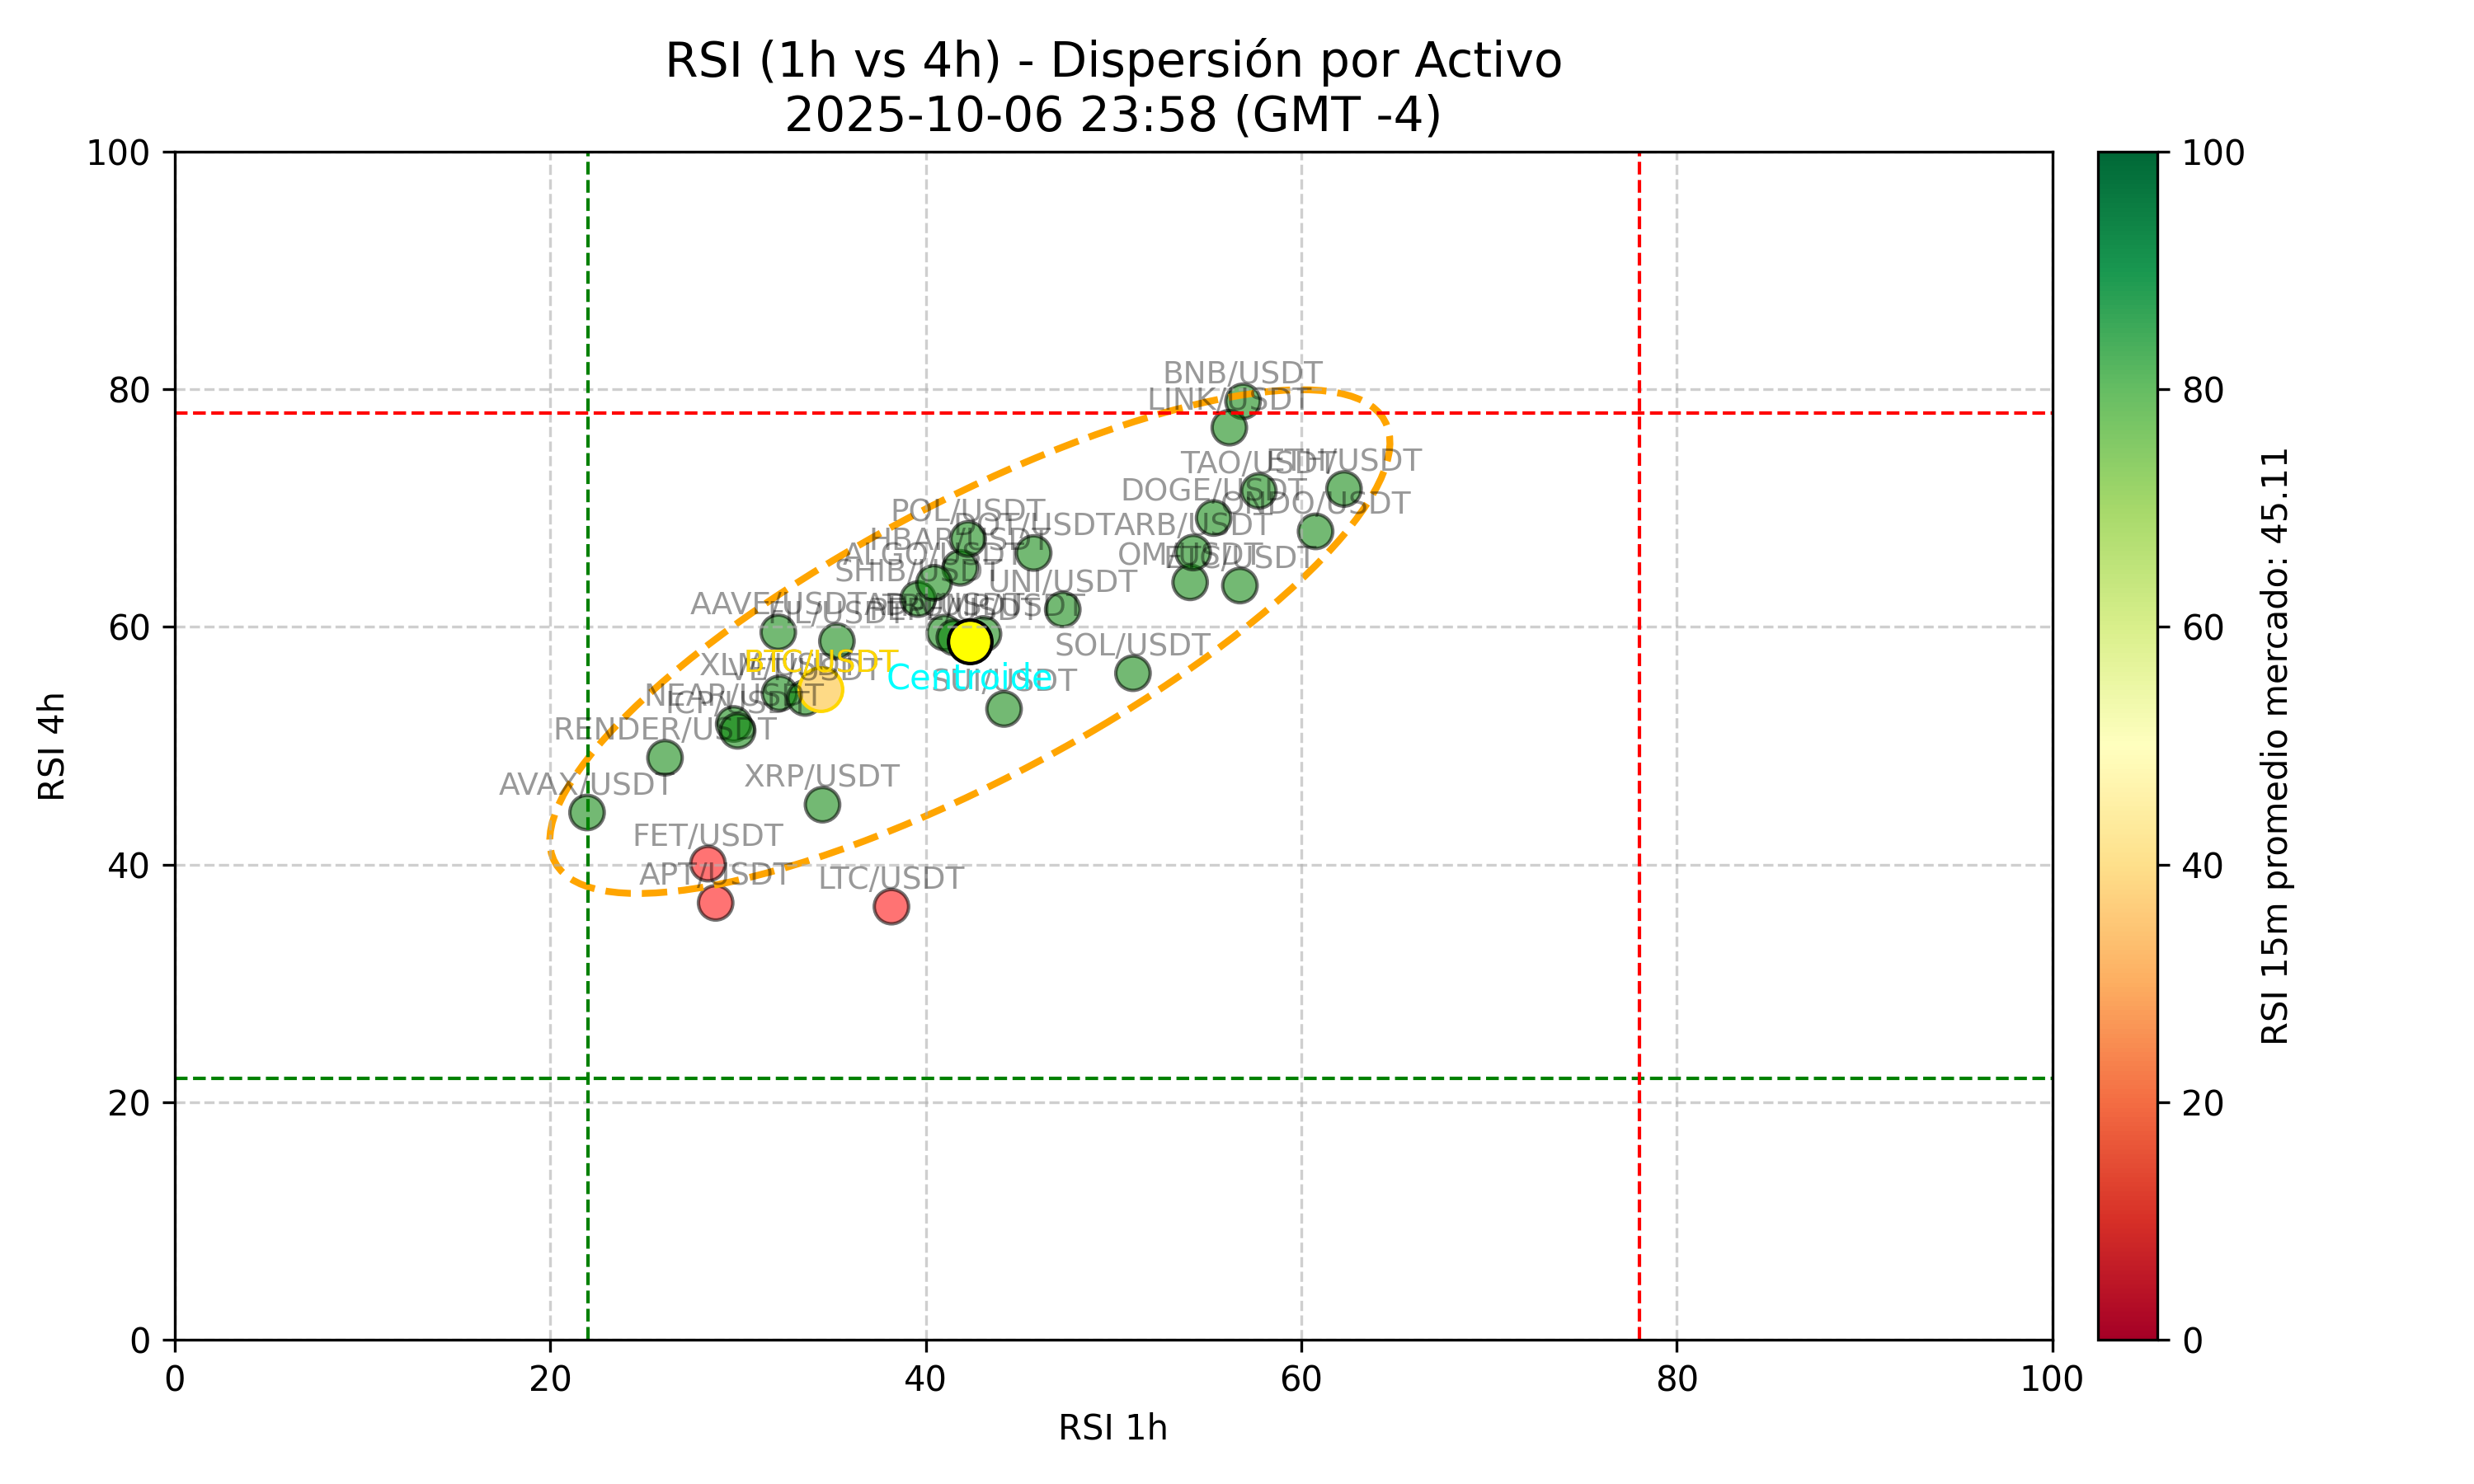 RSI (1h vs 4h) - Dispersión por Activo
2025-10-06 23:58 (GMT -4)
100
80
60
40
20
0
RSI 4h
0
20
40
60
80
100
RSI 1h
BNB/USDT
LINK/USDT
TAO/USDT
ETH/USDT
DOGE/USDT
ONDO/USDT
POL/USDT
DOT/USDT
ARB/USDT
HBAR/USDT
ALGO/USDT
OM/USDT
ETC/USDT
SHIB/USDT
UNI/USDT
AAVE/USDT
SOL/USDT
BTC/USDT
Centroide
SUI/USDT
NEAR/USDT
RENDER/USDT
AVAX/USDT
XRP/USDT
FET/USDT
APT/USDT
LTC/USDT
100
80
60
40
20
0
RSI 15m promedio mercado: 45.11